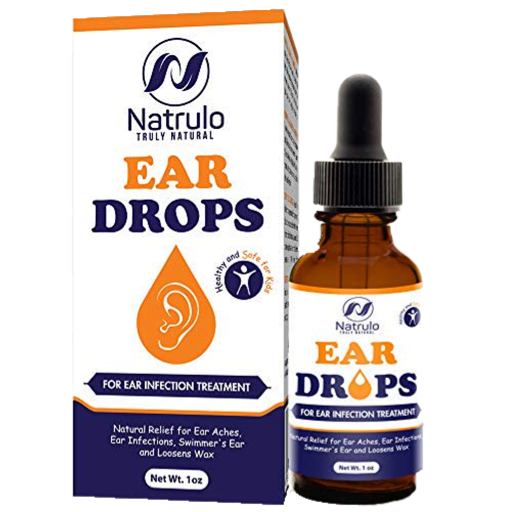 Natrulo
TRULY NATURAL
EAR
DROPS
Healthy and Safe for Kids
FOR EAR INFECTION TREATMENT
Natural Relief for Ear Aches,
Ear Infections, Swimmer's Ear
and Loosens Wax
Net Wt. 1oz
Natrulo
TRULY NATURAL
EAR
DROPS
FOR EAR INFECTION TREATMENT
Natural Relief for Ear Aches, Ear Infections,
Swimmer's Ear and Loosens Wax
Net Wt. 1 oz